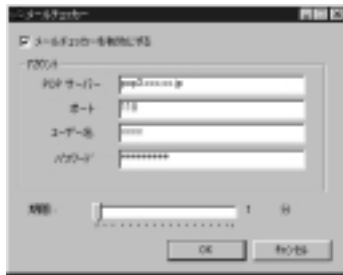 メールチェッカー
メールチェッカーを有効にする
アカウント
POP サーバー
ポート 110
ユーザー名 ****
パスワード *********
期間: 1 分
OK キャンセル